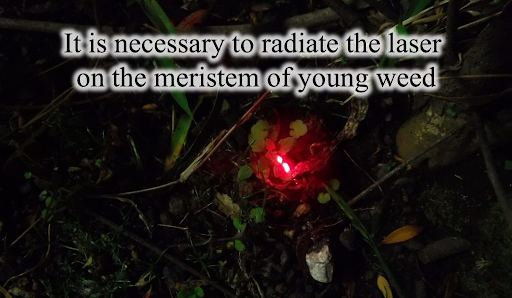 It is necessary to radiate the laser
on the meristem of young weed